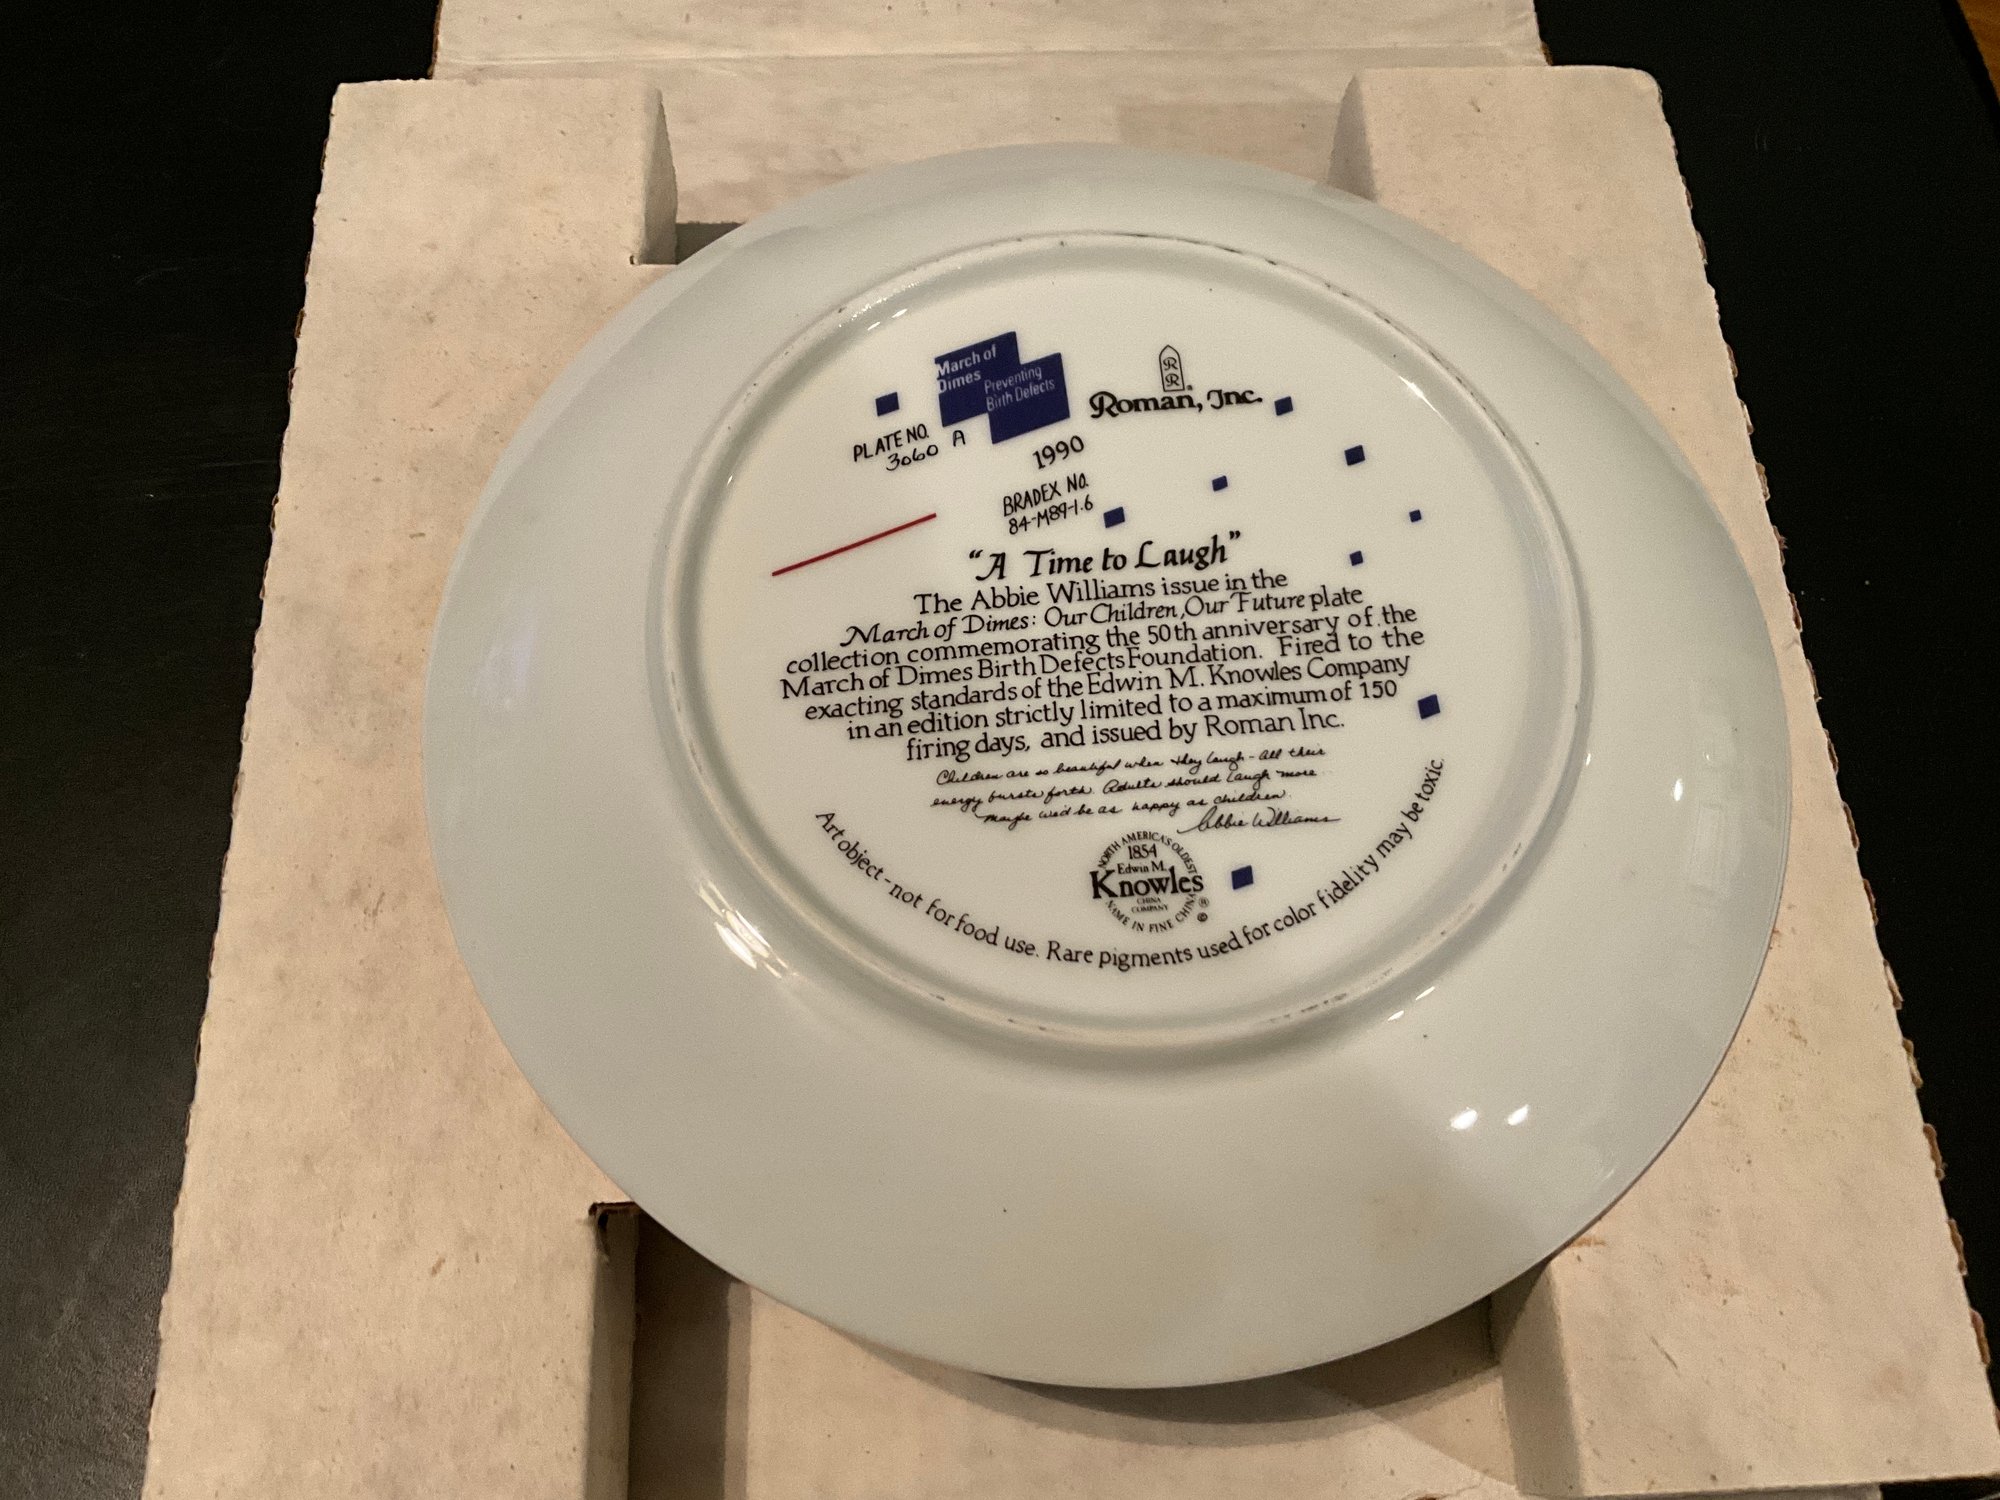 March of
Dimes
Preventing
Birth Defects
R
R
Roman, Inc.
PLATE NO.
3060 A
1990
BRADEX NO.
84-M89-1.6
"A Time to Laugh"
The Abbie Williams issue in the
March of Dimes: Our Children, Our Future plate
collection commemorating the 50th anniversary of the
March of Dimes Birth Defects Foundation. Fired to the
exacting standards of the Edwin M. Knowles Company
in an edition strictly limited to a maximum of 150
firing days, and issued by Roman Inc.
Children are so beautiful when they laugh - all their
energy bursts forth. Adults should laugh more
maybe we'd be as happy as children.
Abbie Williams
NORTH AMERICA'S OLDEST
1854
Edwin M.
Knowles
CHINA
COMPANY
NAME IN FINE CHINA
® ©
Art object - not for food use. Rare pigments used for color fidelity may be toxic.